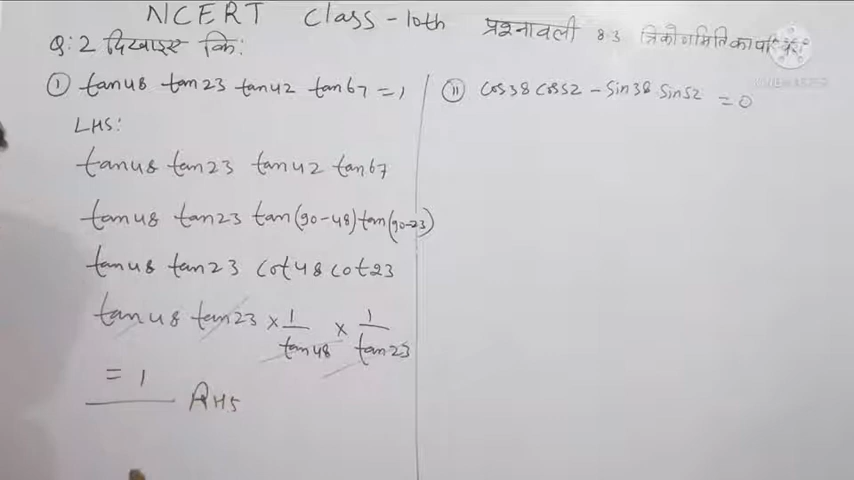 NCERT Class-10th प्रश्नावली 8.3 त्रिकोणमिति का परिचय
Q:2 दिखाइए कि:
(i) tan48 tan23 tan42 tan67 = 1
LHS:
tan48 tan23 tan42 tan67
tan48 tan23 tan(90-48) tan(90-23)
tan48 tan23 cot48 cot23
tan48 tan23 × 1/tan48 × 1/tan23
= 1 RHS
(ii) cos38 cos52 - sin38 sin52 = 0